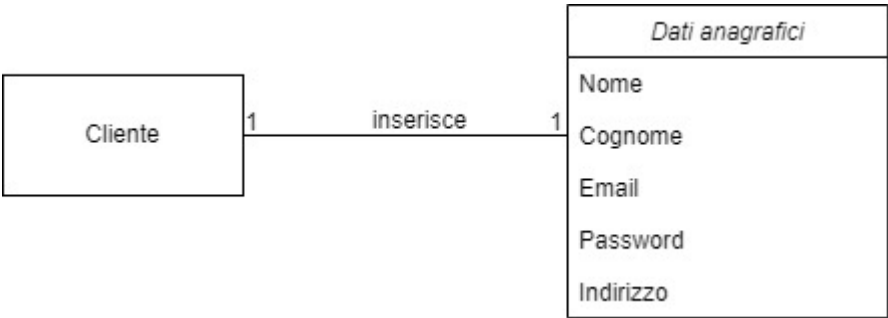 Dati anagrafici
Nome
Cliente
1 inserisce 1
Cognome
Email
Password
Indirizzo